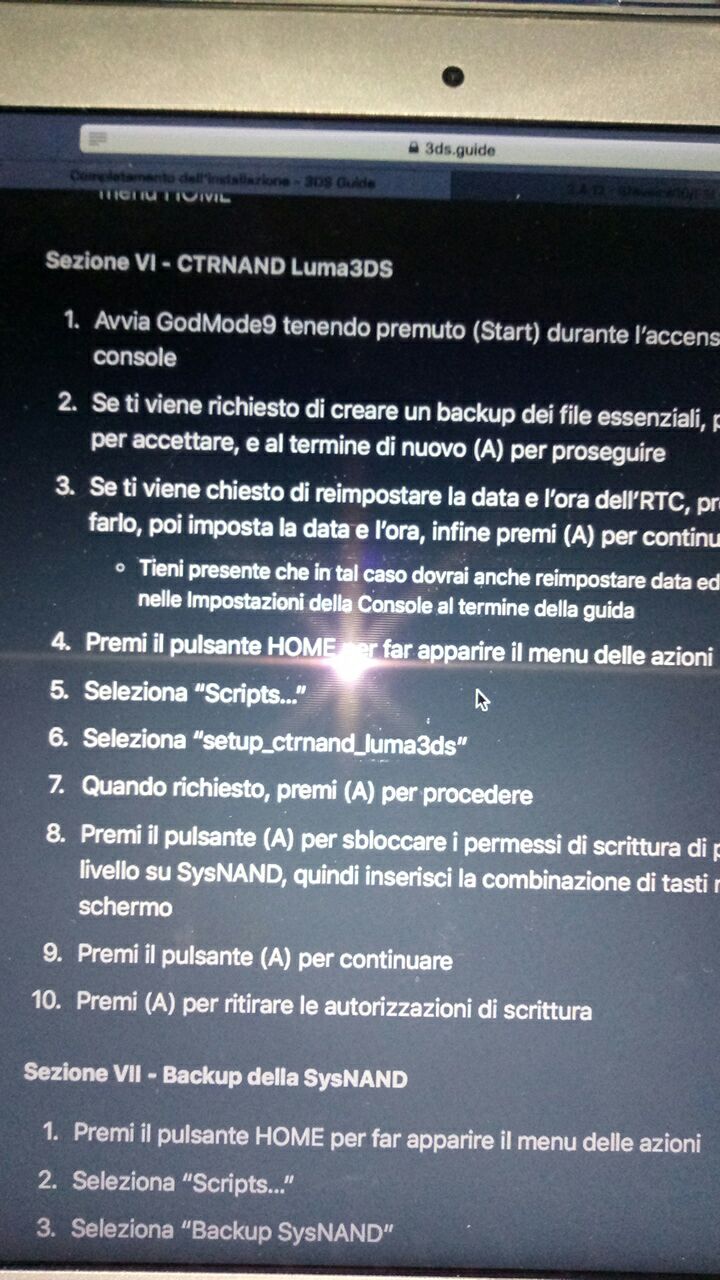 3ds.guide
Completamento dell'installazione - 3DS Guide
menu HOME
Sezione VI - CTRNAND Luma3DS
1. Avvia GodMode9 tenendo premuto (Start) durante l'accens
console
2. Se ti viene richiesto di creare un backup dei file essenziali, p
per accettare, e al termine di nuovo (A) per proseguire
3. Se ti viene chiesto di reimpostare la data e l'ora dell'RTC, pr
farlo, poi imposta la data e l'ora, infine premi (A) per continu
Tieni presente che in tal caso dovrai anche reimpostare data ed
nelle Impostazioni della Console al termine della guida
4. Premi il pulsante HOME per far apparire il menu delle azioni
5. Seleziona "Scripts..."
6. Seleziona "setup_ctrnand_luma3ds"
7. Quando richiesto, premi (A) per procedere
8. Premi il pulsante (A) per sbloccare i permessi di scrittura di p
livello su SysNAND, quindi inserisci la combinazione di tasti
schermo
9. Premi il pulsante (A) per continuare
10. Premi (A) per ritirare le autorizzazioni di scrittura
Sezione VII - Backup della SysNAND
1. Premi il pulsante HOME per far apparire il menu delle azioni
2. Seleziona "Scripts..."
3. Seleziona "Backup SysNAND"